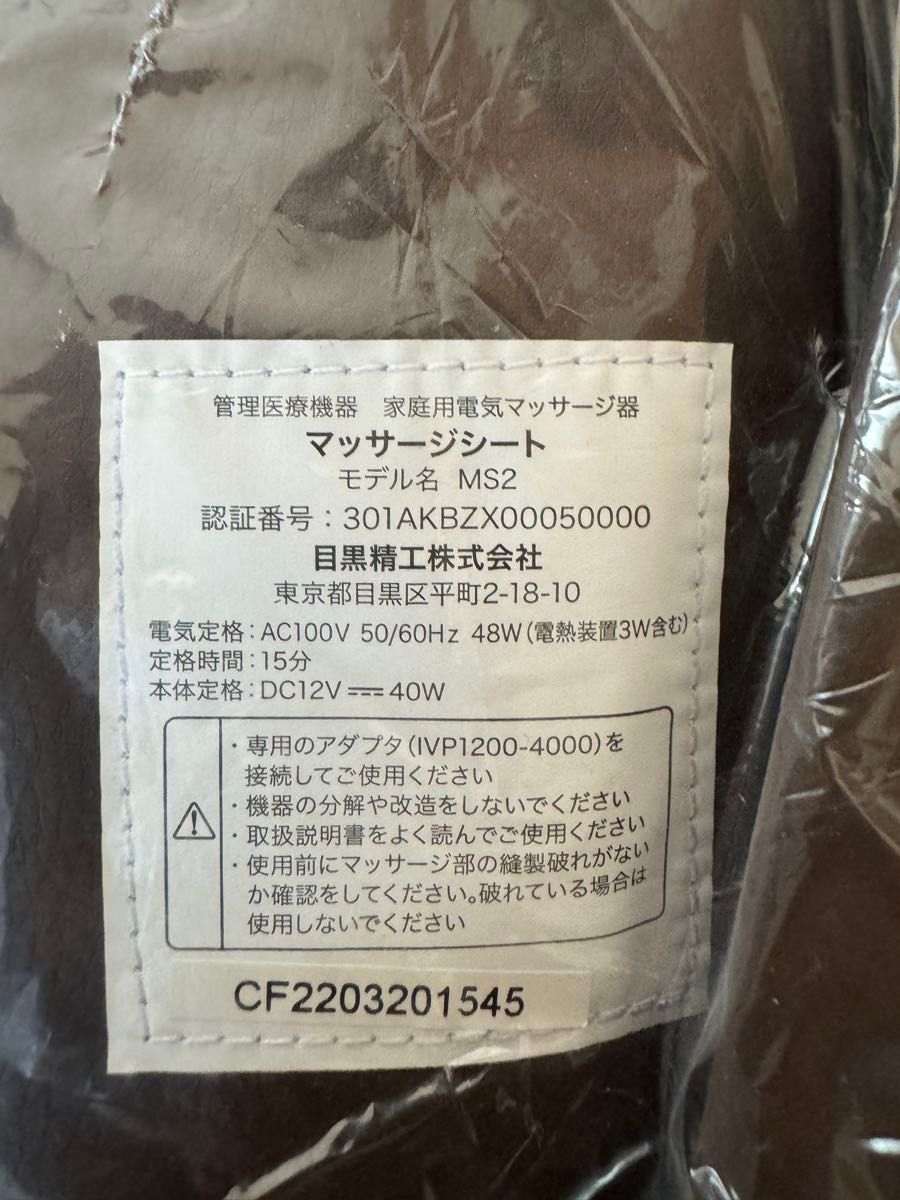 管理医療機器　家庭用電気マッサージ器
マッサージシート
モデル名 MS2
認証番号：301AKBZX00050000
目黒精工株式会社
東京都目黒区平町2-18-10
電気定格：AC100V 50/60Hz 48W（電熱装置3W含む）
定格時間：15分
本体定格：DC12V⎓40W
・専用のアダプタ（IVP1200-4000）を
接続してご使用ください
・機器の分解や改造をしないでください
・取扱説明書をよく読んでご使用ください
・使用前にマッサージ部の縫製破れがない
か確認をしてください。破れている場合は
使用しないでください
CF2203201545